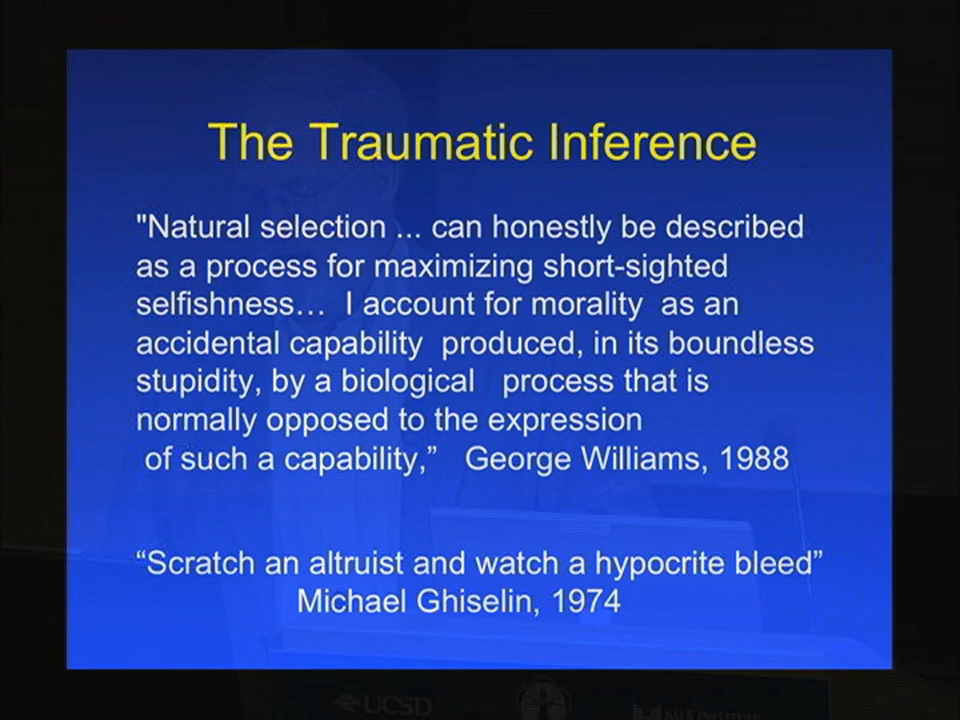 The Traumatic Inference
"Natural selection ... can honestly be described
as a process for maximizing short-sighted
selfishness… I account for morality as an
accidental capability produced, in its boundless
stupidity, by a biological process that is
normally opposed to the expression
of such a capability,” George Williams, 1988
“Scratch an altruist and watch a hypocrite bleed”
Michael Ghiselin, 1974
UCSD